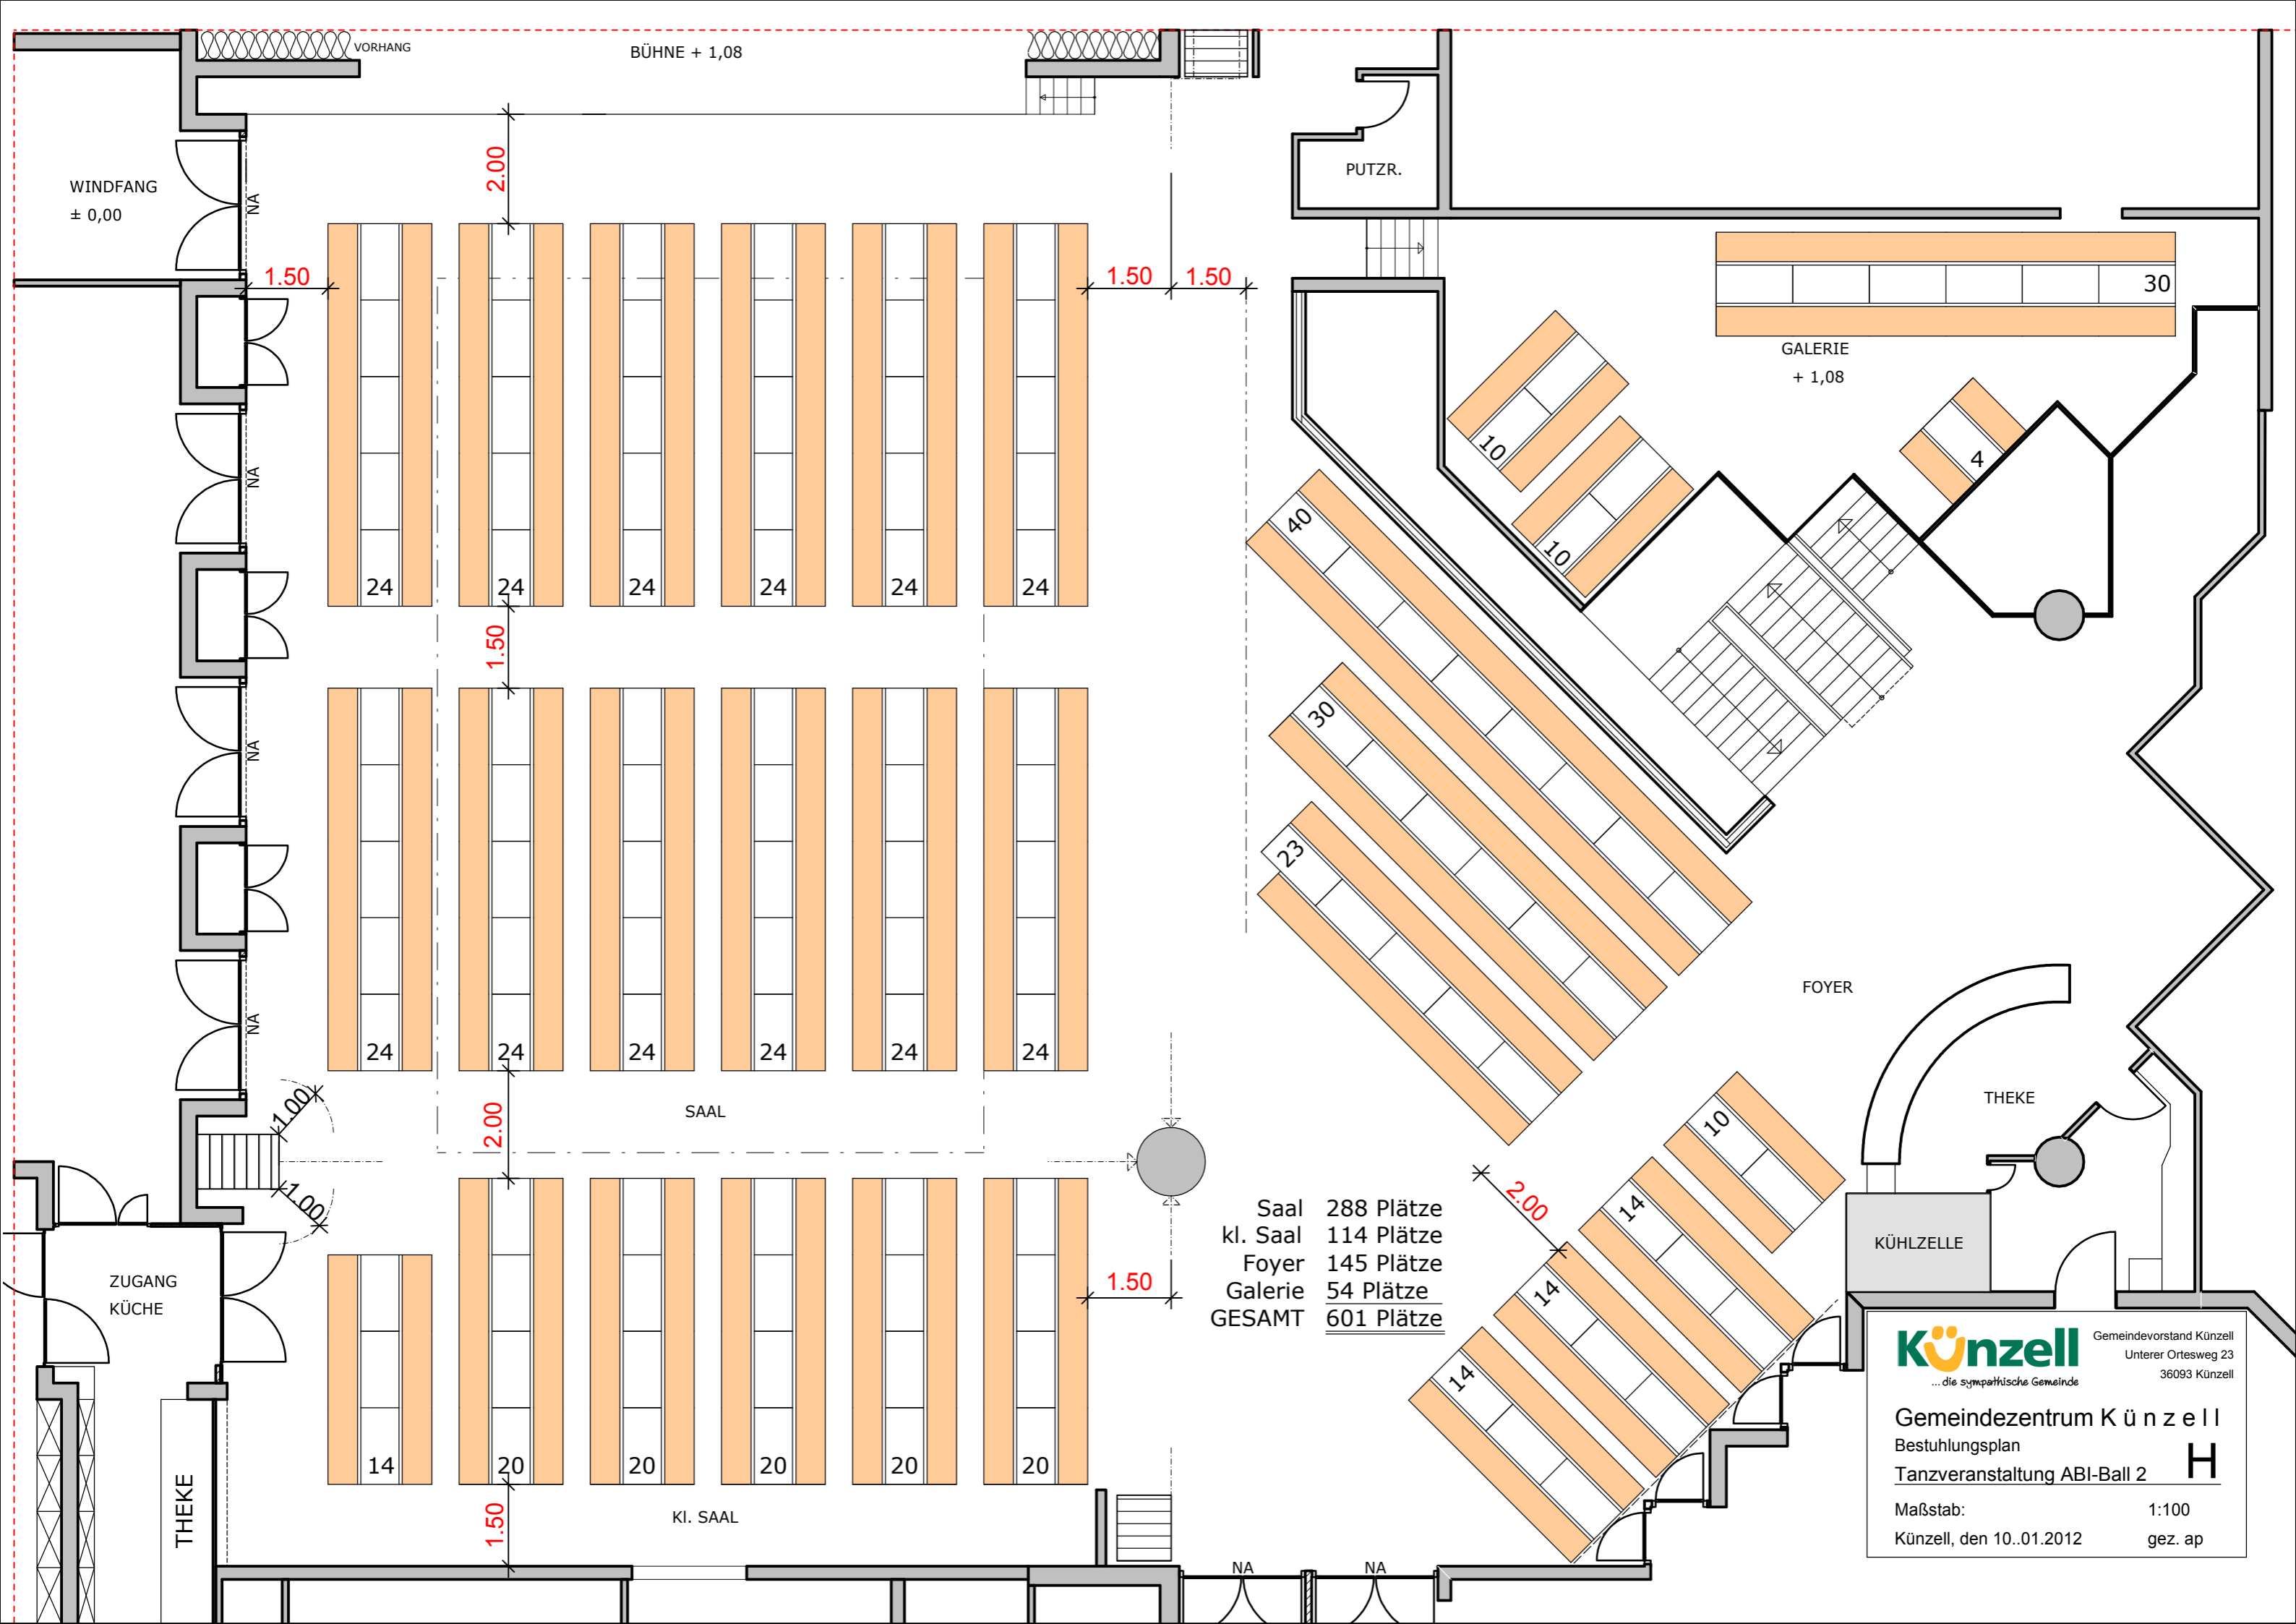 VORHANG
BÜHNE + 1,08
WINDFANG
± 0,00
NA
2.00
PUTZR.
1.50
1.50
1.50
30
GALERIE
+ 1,08
10
10
4
NA
40
24 24 24 24 24 24
1.50
30
NA
23
24 24 24 24 24 24
NA
FOYER
1.00
1.00
2.00
SAAL
THEKE
10
14
14
14
2.00
KÜHLZELLE
Saal 288 Plätze
kl. Saal 114 Plätze
Foyer 145 Plätze
Galerie 54 Plätze
GESAMT 601 Plätze
1.50
ZUGANG
KÜCHE
14 20 20 20 20 20
THEKE
1.50
Kl. SAAL
NA
NA
Künzell
...die sympathische Gemeinde
Gemeindevorstand Künzell
Unterer Ortesweg 23
36093 Künzell
Gemeindezentrum K ü n z e l l
Bestuhlungsplan
Tanzveranstaltung ABI-Ball 2
H
Maßstab: 1:100
Künzell, den 10..01.2012 gez. ap